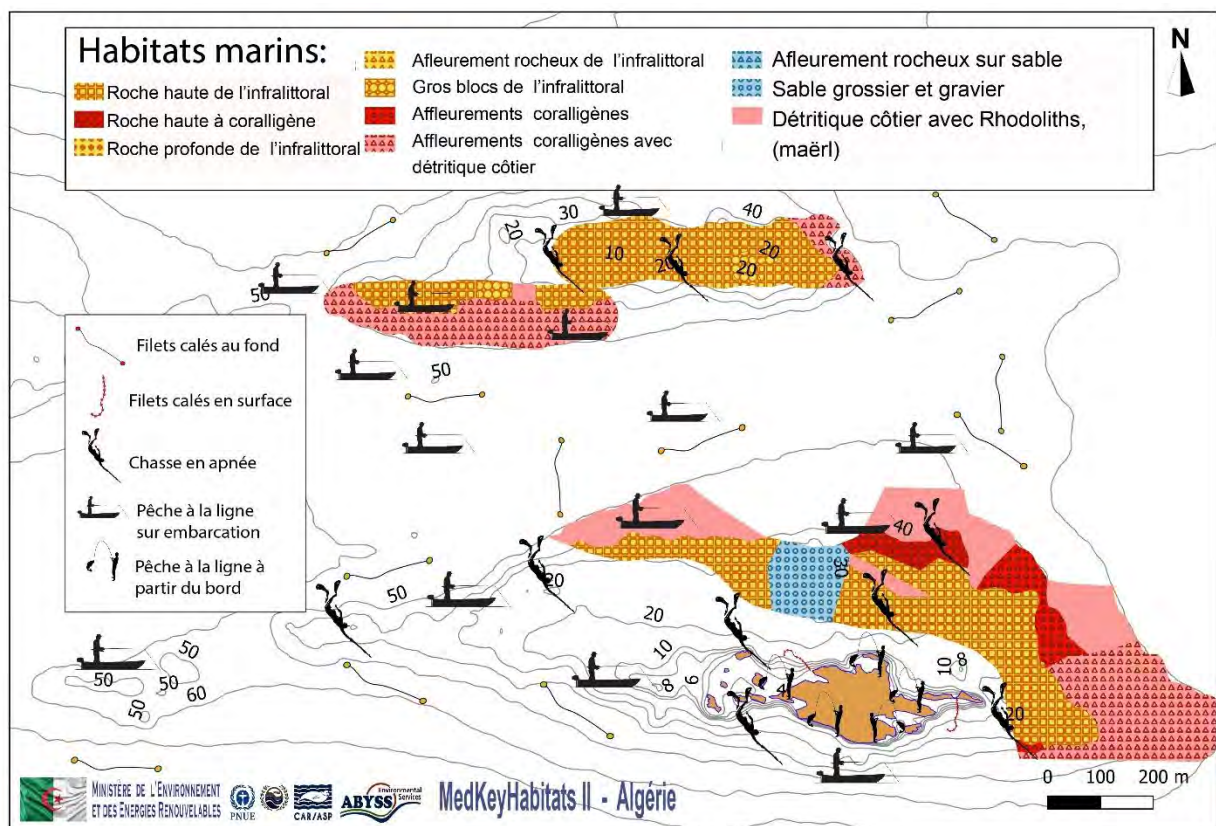 Habitats marins:
Roche haute de l'infralittoral
Roche haute à coralligène
Roche profonde de l'infralittoral
Afleurement rocheux de l'infralittoral
Gros blocs de l'infralittoral
Affleurements coralligènes
Affleurements coralligènes avec
détritique côtier
Afleurement rocheux sur sable
Sable grossier et gravier
Détritique côtier avec Rhodoliths,
(maërl)
N
30
40
20
10
20
20
20
50
50
Filets calés au fond
Filets calés en surface
Chasse en apnée
Pêche à la ligne
sur embarcation
Pêche à la ligne à
partir du bord
40
30
20
50
20
10
8
6
4
10
8
20
50
50
50
60
50
0 100 200 m
MINISTÈRE DE L'ENVIRONNEMENT
ET DES ENERGIES RENOUVELABLES
PNUE
CAR/ASP
ABYSS
Environmental
Services
MedKeyHabitats II - Algérie